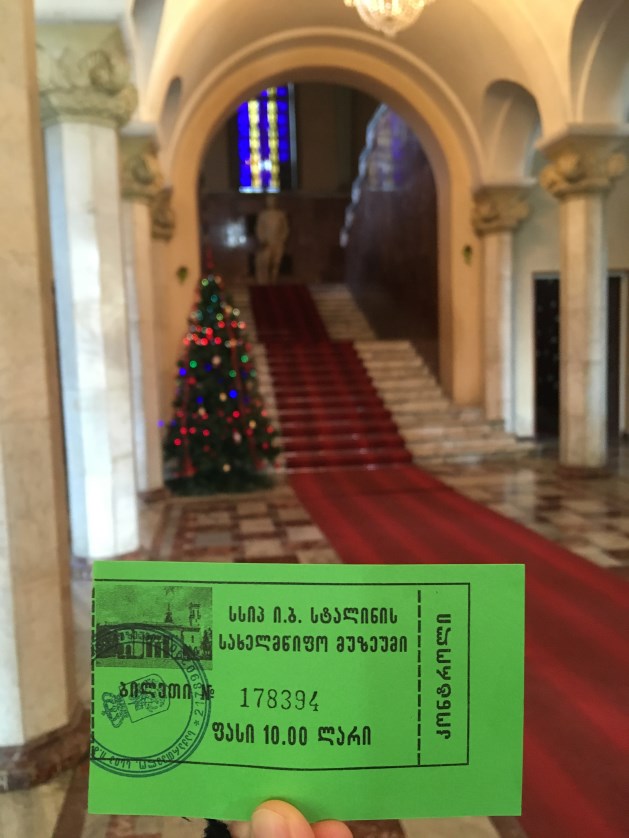 სსიპ ი.ბ. სტალინის
სახელმწიფო მუზეუმი
ბილეთი № 178394
ფასი 10.00 ლარი
კონტროლი